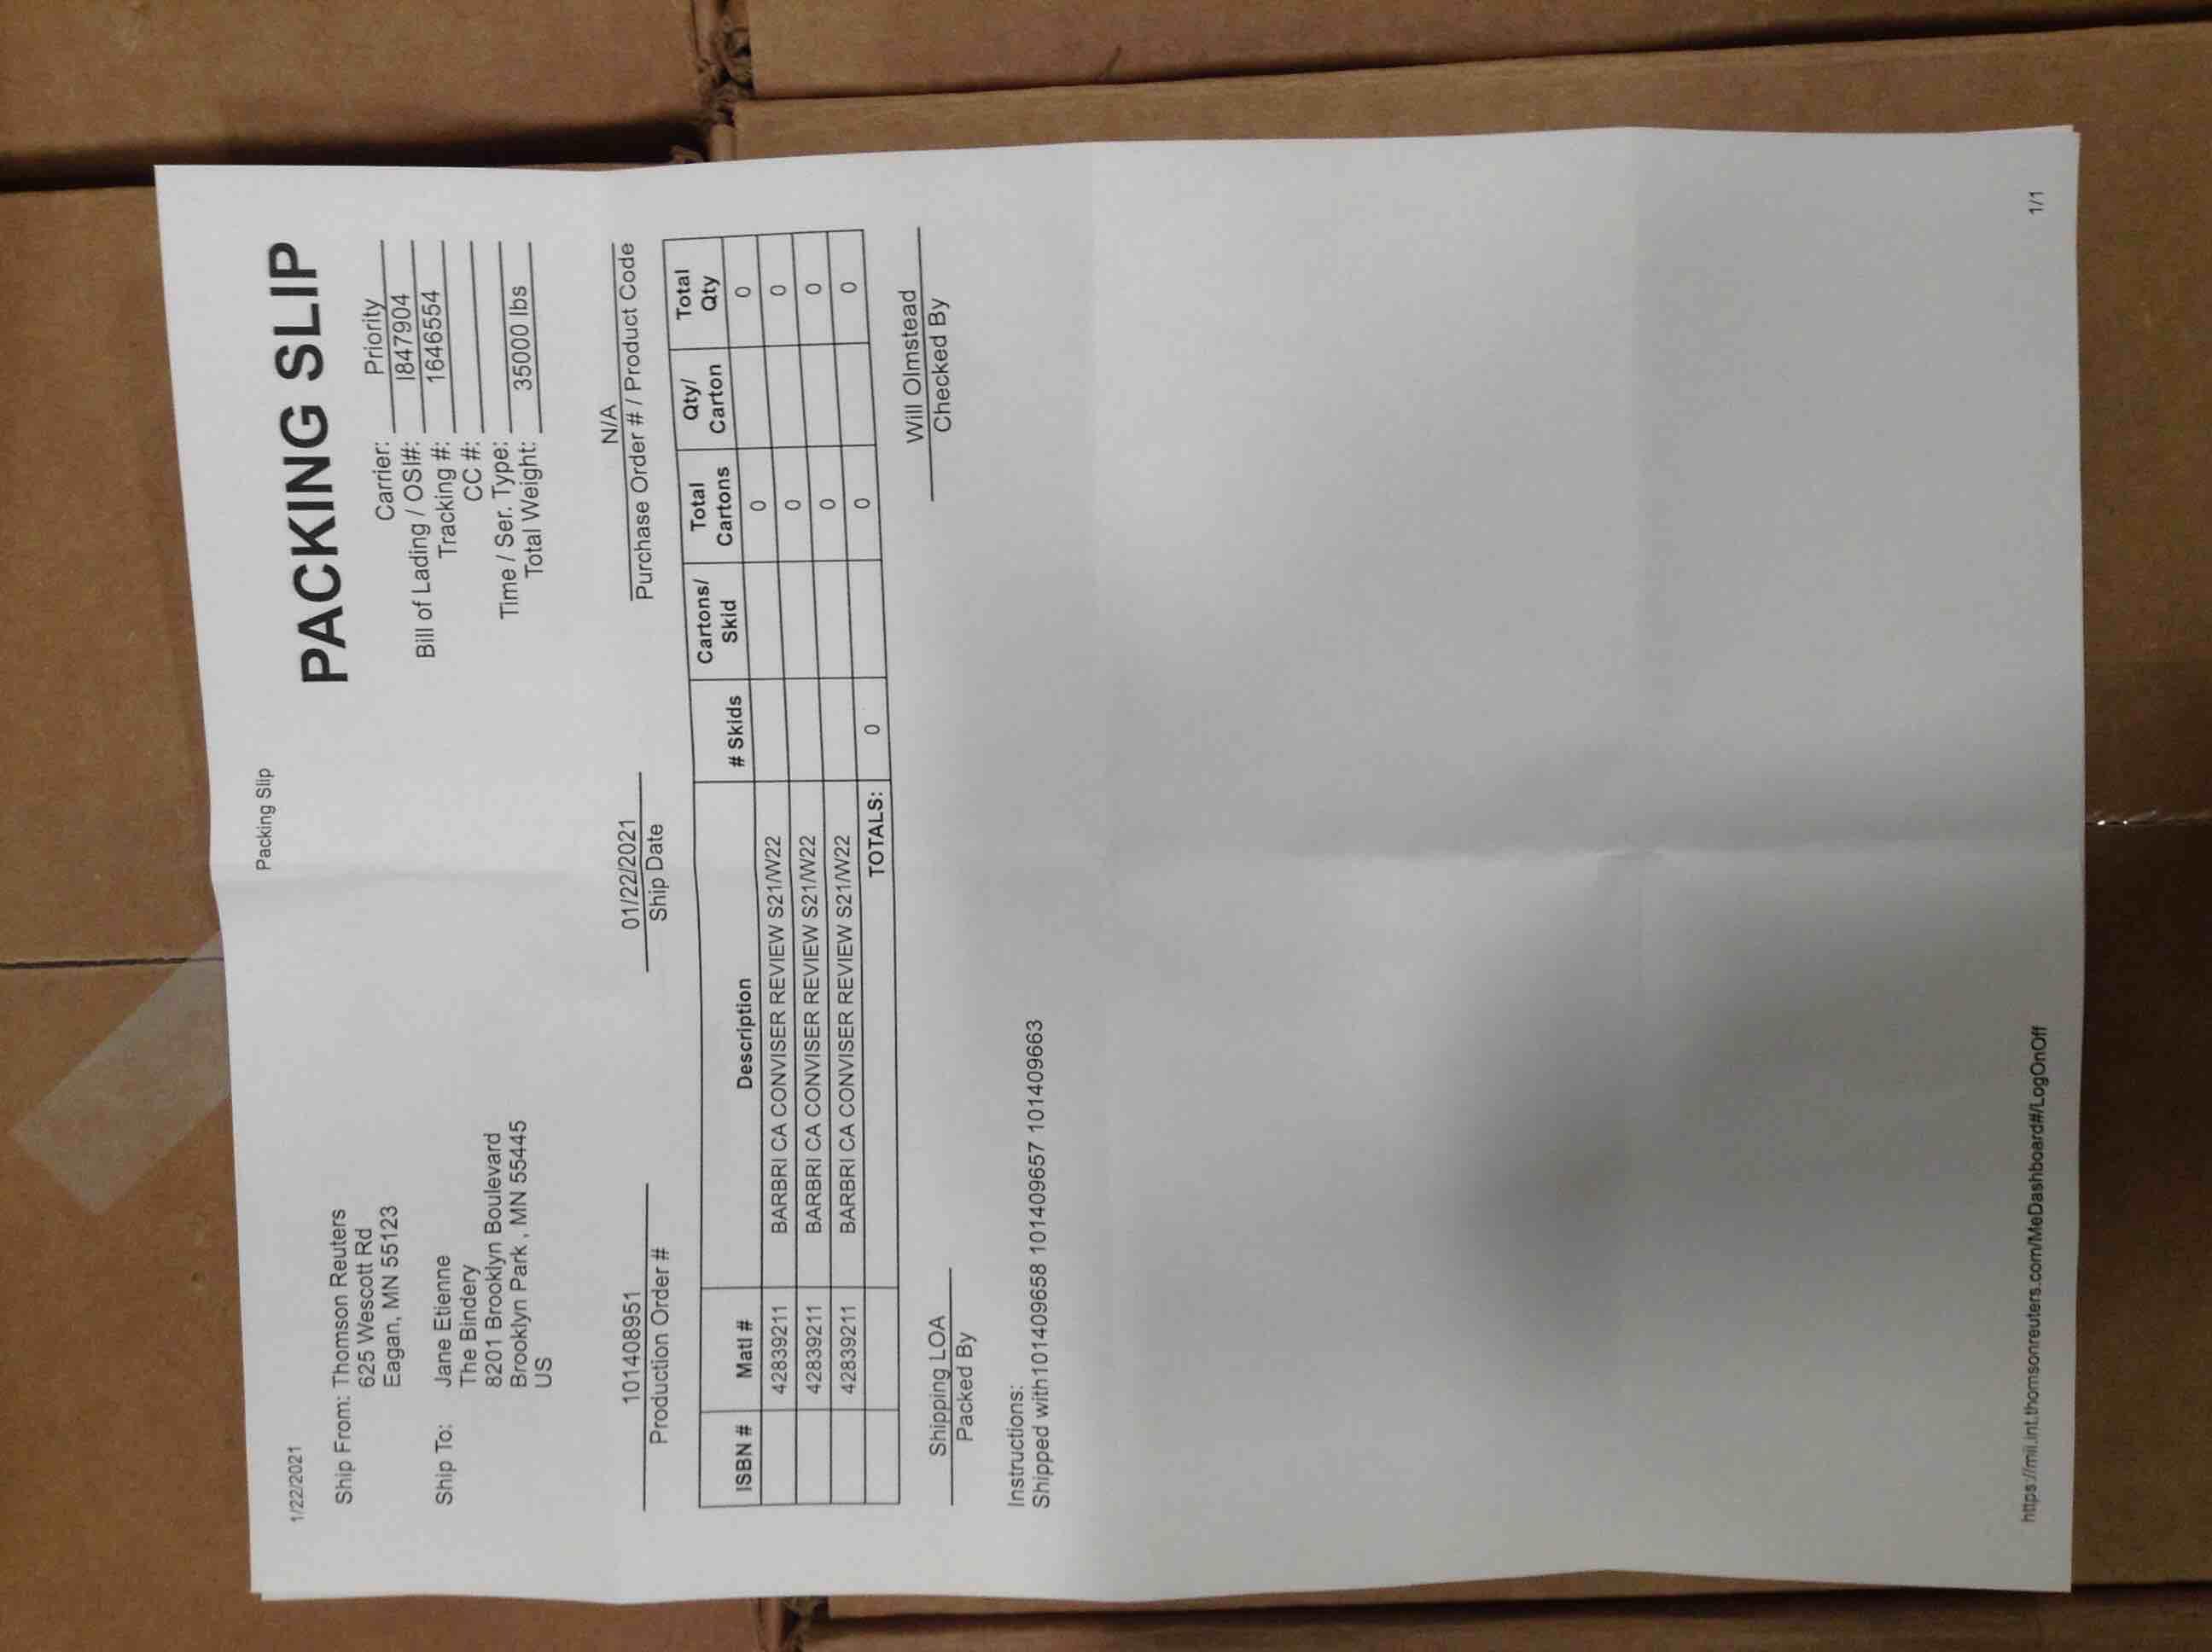 1/22/2021 Packing Slip
PACKING SLIP
Ship From: Thomson Reuters
625 Wescott Rd
Eagan, MN 55123
Ship To: Jane Etienne
The Bindery
8201 Brooklyn Boulevard
Brooklyn Park , MN 55445
US
Carrier: Priority
Bill of Lading / OSI#: I847904
Tracking #: 1646554
CC #:
Time / Ser. Type:
Total Weight: 35000 lbs
101408951 01/22/2021 N/A
Production Order # Ship Date Purchase Order # / Product Code
ISBN # Matl # Description # Skids Cartons/ Skid Total Cartons Qty/ Carton Total Qty
42839211 BARBRI CA CONVISER REVIEW S21/W22 0 0
42839211 BARBRI CA CONVISER REVIEW S21/W22 0 0
42839211 BARBRI CA CONVISER REVIEW S21/W22 0 0
TOTALS: 0 0 0
Shipping LOA Will Olmstead
Packed By Checked By
Instructions:
Shipped with101409658 101409657 101409663
https://mii.int.thomsonreuters.com/MeDashboard#/LogOnOff 1/1